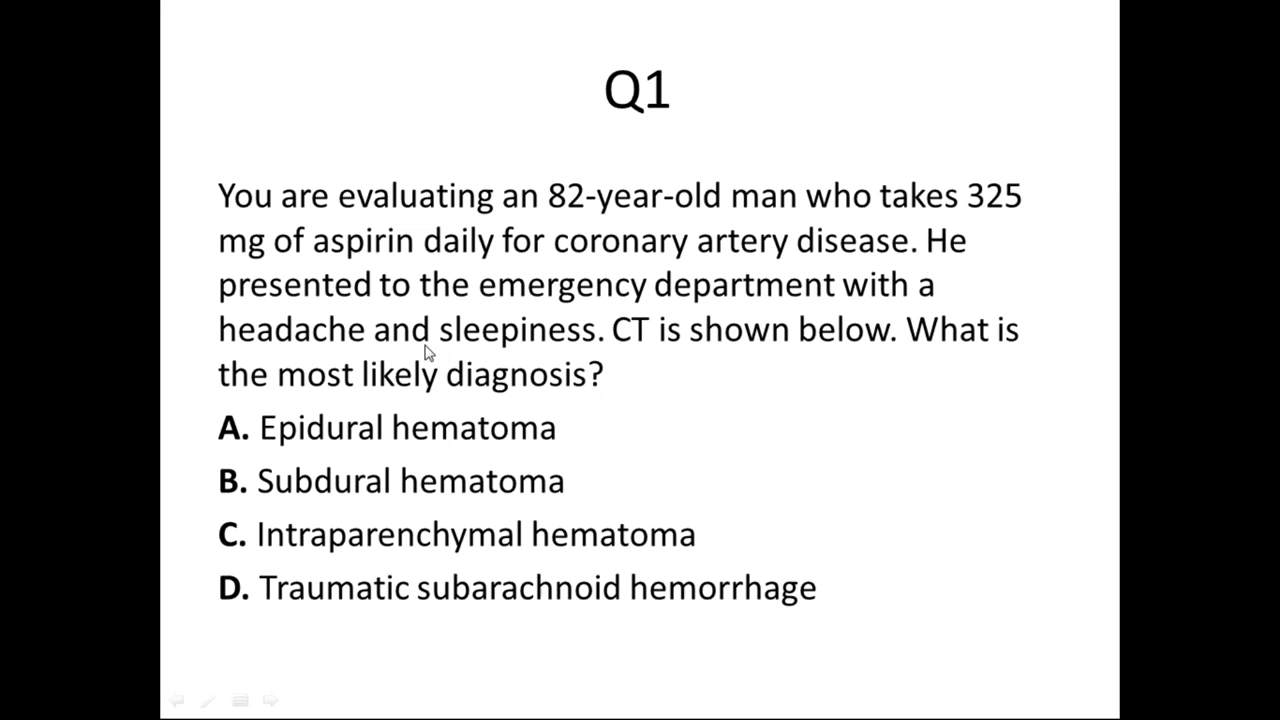 Q1
You are evaluating an 82-year-old man who takes 325
mg of aspirin daily for coronary artery disease. He
presented to the emergency department with a
headache and sleepiness. CT is shown below. What is
the most likely diagnosis?
A. Epidural hematoma
B. Subdural hematoma
C. Intraparenchymal hematoma
D. Traumatic subarachnoid hemorrhage